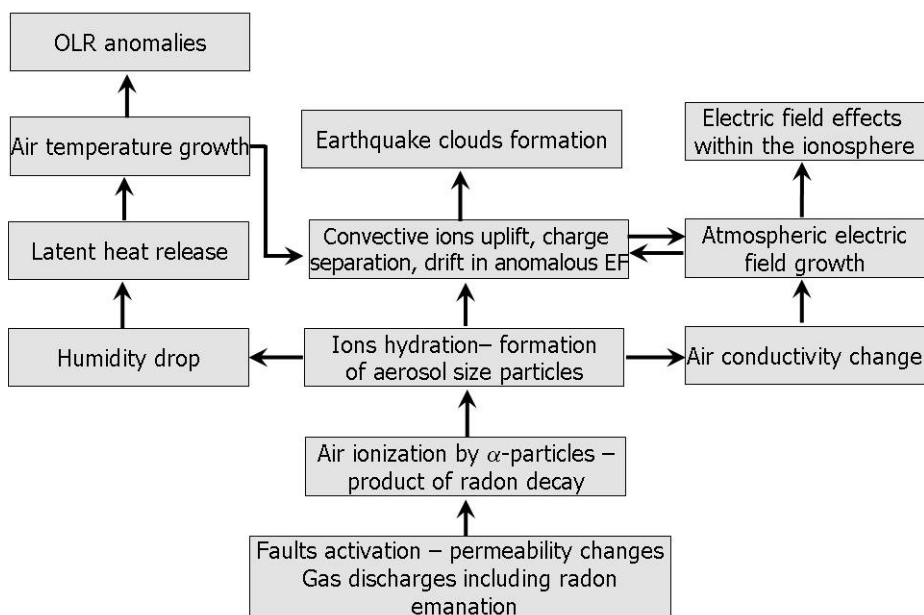 OLR anomalies
Air temperature growth
Earthquake clouds formation
Electric field effects
within the ionosphere
Latent heat release
Convective ions uplift, charge
separation, drift in anomalous EF
Atmospheric electric
field growth
Humidity drop
Ions hydration– formation
of aerosol size particles
Air conductivity change
Air ionization by α-particles –
product of radon decay
Faults activation – permeability changes
Gas discharges including radon
emanation